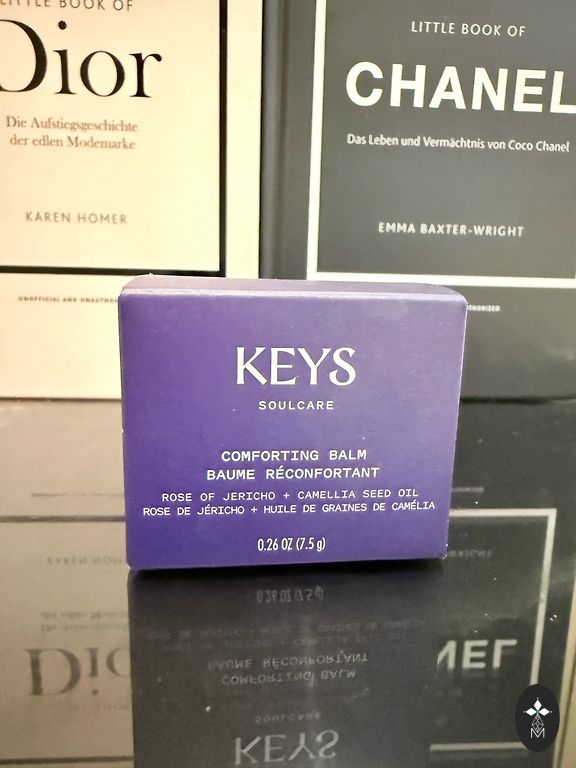 LITTLE BOOK OF
Dior
Die Aufstiegsgeschichte
der edlen Modemarke
KAREN HOMER
LITTLE BOOK OF
CHANEL
Das Leben und Vermächtnis von Coco Chanel
EMMA BAXTER-WRIGHT
KEYS
SOULCARE
COMFORTING BALM
BAUME RÉCONFORTANT
ROSE OF JERICHO + CAMELLIA SEED OIL
ROSE DE JÉRICHO + HUILE DE GRAINES DE CAMÉLIA
0.26 OZ (7.5 g)